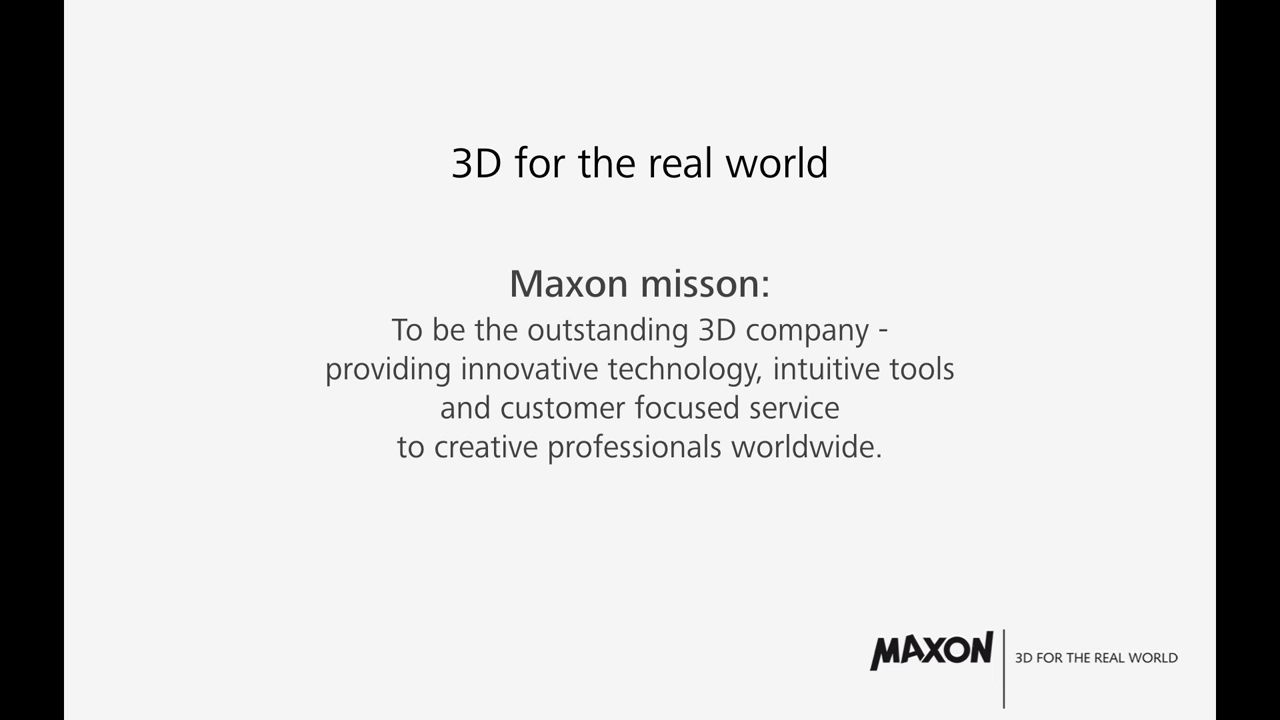 3D for the real world
Maxon misson:
To be the outstanding 3D company -
providing innovative technology, intuitive tools
and customer focused service
to creative professionals worldwide.
MAXON
3D FOR THE REAL WORLD